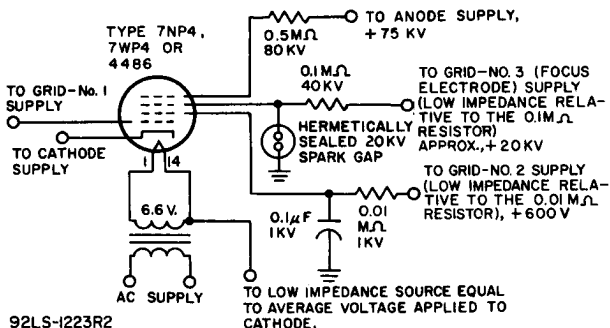 TYPE 7NP4,
7WP4 OR
4486
0.5MΩ
80KV
TO ANODE SUPPLY,
+75 KV
TO GRID-No.1
SUPPLY
TO CATHODE
SUPPLY
0.1MΩ
40KV
TO GRID-NO.3 (FOCUS
ELECTRODE) SUPPLY
(LOW IMPEDANCE RELA-
TIVE TO THE 0.1MΩ
RESISTOR)
APPROX.,+20KV
HERMETICALLY
SEALED 20KV
SPARK GAP
1 14
6.6 V.
0.1µF
1KV
0.01
MΩ
1KV
TO GRID-NO.2 SUPPLY
(LOW IMPEDANCE RELA-
TIVE TO THE 0.01 MΩ
RESISTOR), +600V
AC SUPPLY
TO LOW IMPEDANCE SOURCE EQUAL
TO AVERAGE VOLTAGE APPLIED TO
CATHODE.
92LS-1223R2